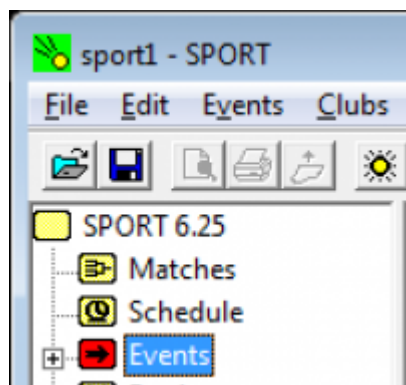 sport1 - SPORT
File Edit Events Clubs
SPORT 6.25
Matches
Schedule
Events